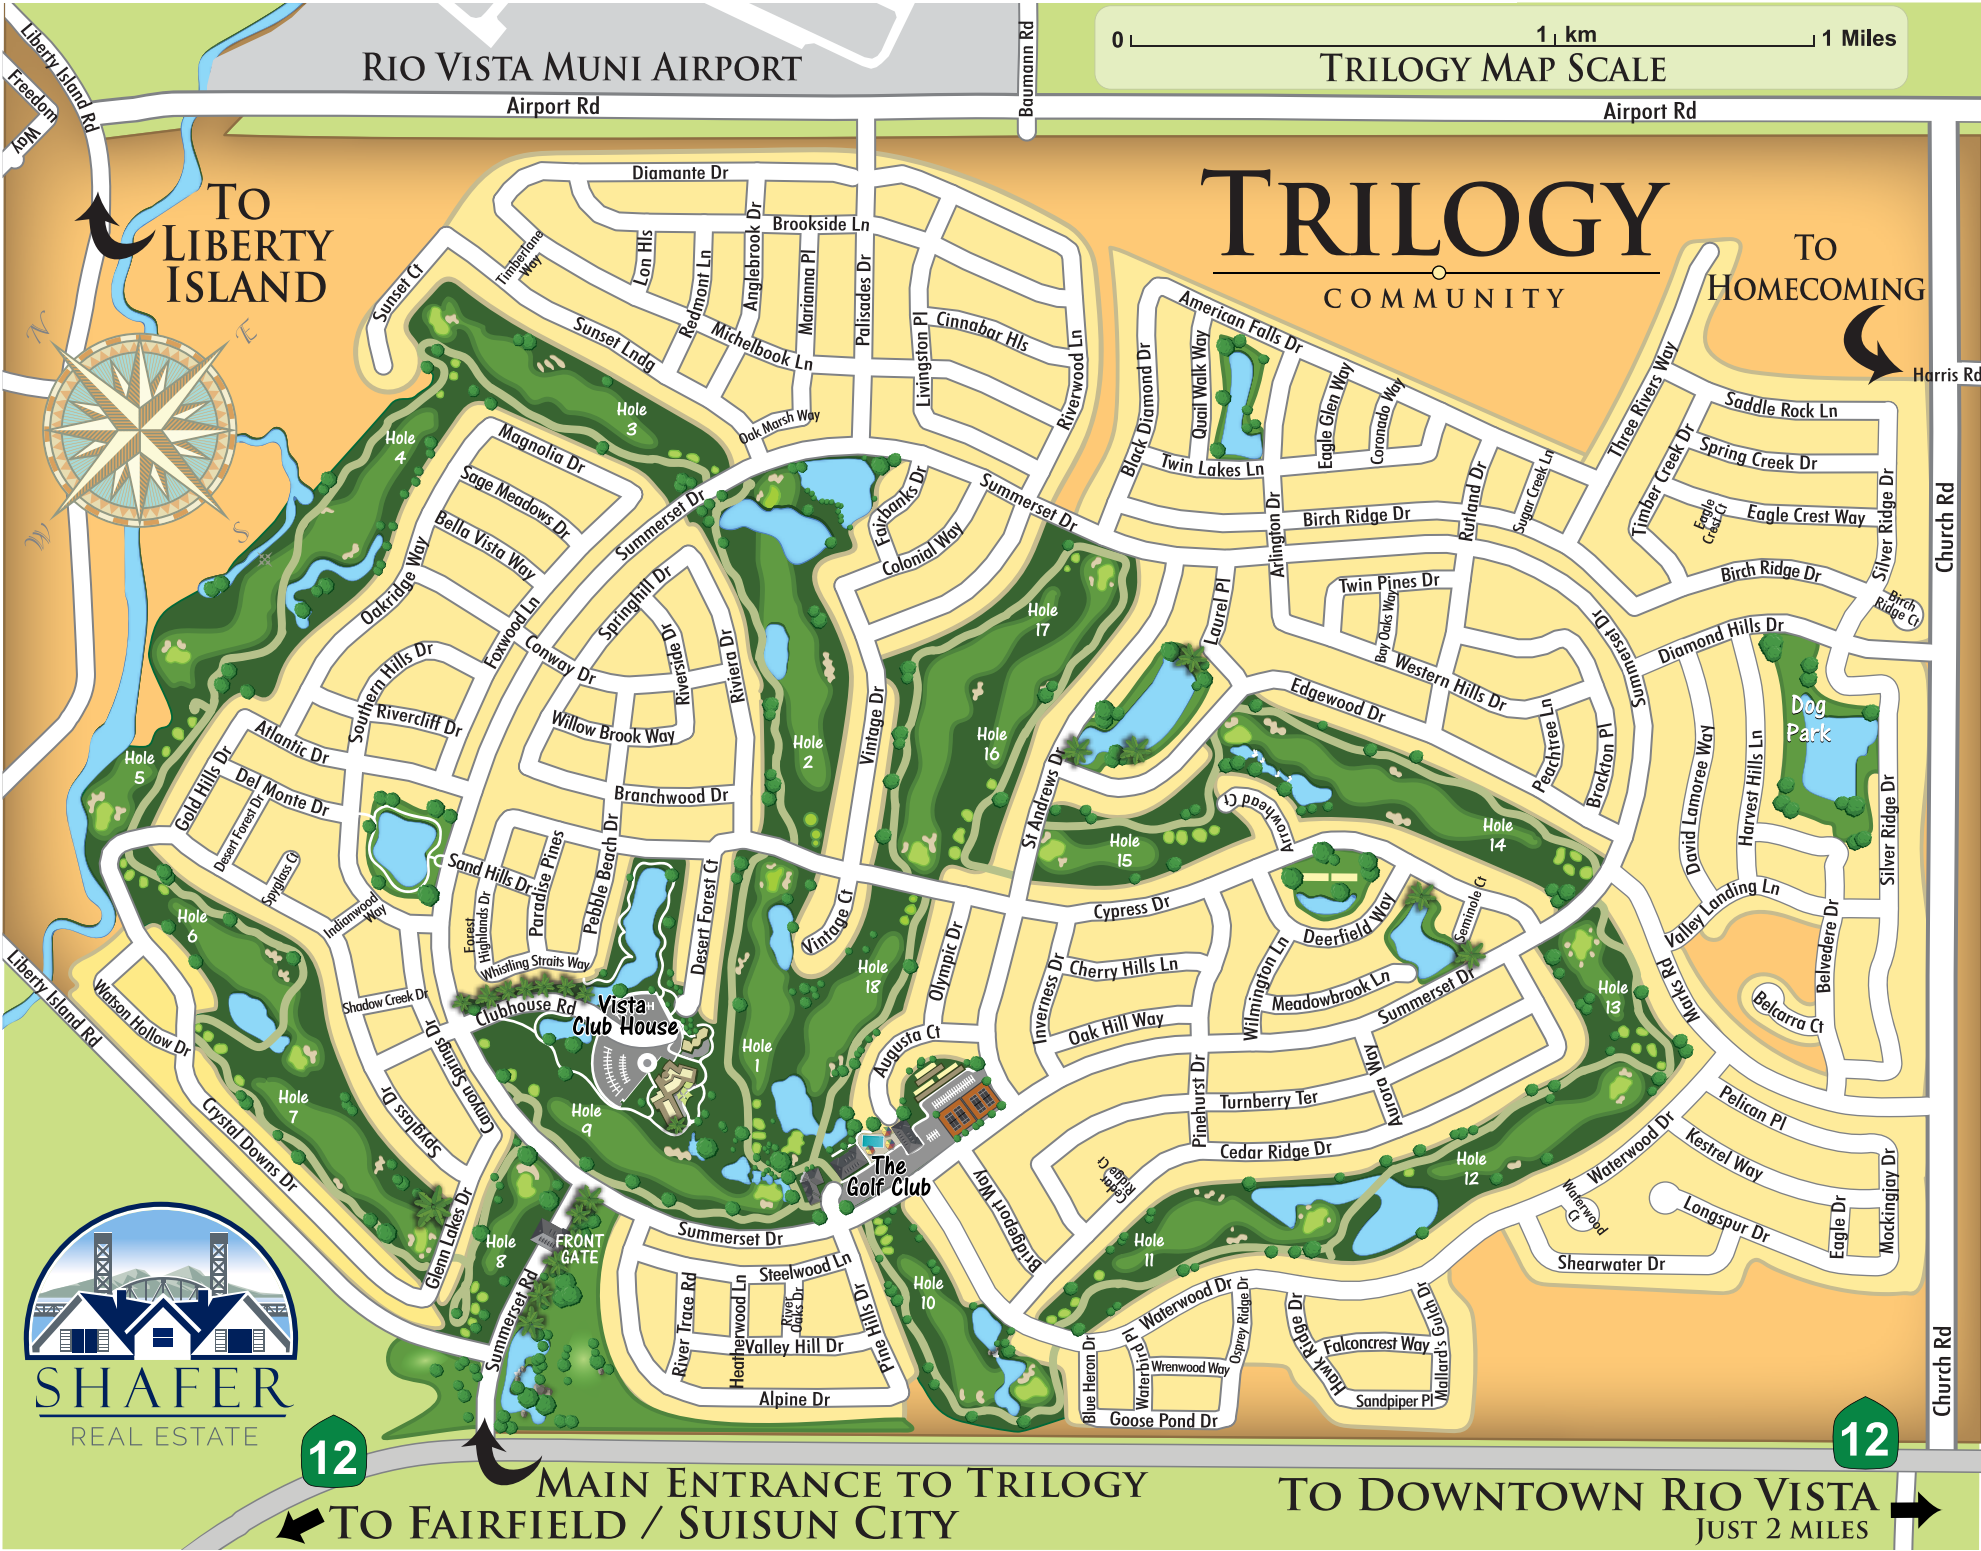 Liberty Island Rd
Freedom
Way
RIO VISTA MUNI AIRPORT
Baumann Rd
0
1 km
1 Miles
TRILOGY MAP SCALE
Airport Rd
Airport Rd
TO
LIBERTY
ISLAND
TRILOGY
COMMUNITY
TO
HOMECOMING
Harris Rd
N
E
W
S
Diamante Dr
Brookside Ln
Timberlane
Way
Lon Hls
Redmont Ln
Anglebrook Dr
Marianna Pl
Palisades Dr
Sunset Ct
Sunset Lndg
Michelbook Ln
Livingston Pl
Cinnabar Hls
Riverwood Ln
Oak Marsh Way
American Falls Dr
Black Diamond Dr
Quail Walk Way
Eagle Glen Way
Coronado Way
Twin Lakes Ln
Three Rivers Way
Saddle Rock Ln
Spring Creek Dr
Timber Creek Dr
Eagle
Crest Ct
Eagle Crest Way
Silver Ridge Dr
Church Rd
Hole
3
Hole
4
Magnolia Dr
Sage Meadows Dr
Bella Vista Way
Oakridge Way
Summerset Dr
Summerset Dr
Fairbanks Dr
Colonial Way
Arlington Dr
Birch Ridge Dr
Rutland Dr
Sugar Creek Ln
Birch Ridge Dr
Birch
Ridge Ct
Springhill Dr
Foxwood Ln
Conway Dr
Riverside Dr
Riviera Dr
Hole
17
Laurel Pl
Twin Pines Dr
Bay Oaks Way
Western Hills Dr
Summerset Dr
Diamond Hills Dr
Southern Hills Dr
Rivercliff Dr
Willow Brook Way
Branchwood Dr
Vintage Dr
Hole
2
Hole
16
Edgewood Dr
Peachtree Ln
Brockton Pl
David Lamoree Way
Harvest Hills Ln
Dog
Park
Silver Ridge Dr
Hole
5
Atlantic Dr
Gold Hills Dr
Del Monte Dr
Desert Forest Dr
Spyglass Ct
Indianwood
Way
Sand Hills Dr
Forest
Highlands Dr
Paradise Pines
Pebble Beach Dr
Whistling Straits Way
Desert Forest Ct
Vintage Ct
St Andrews Dr
Hole
15
Arrowhead Ct
Hole
14
Cypress Dr
Deerfield Way
Seminole Ct
Valley Landing Ln
Belvedere Dr
Belcarra Ct
Marks Rd
Hole
6
Liberty Island Rd
Watson Hollow Dr
Shadow Creek Dr
Clubhouse Rd
Vista
Club House
Hole
18
Olympic Dr
Augusta Ct
Inverness Dr
Cherry Hills Ln
Oak Hill Way
Wilmington Ln
Meadowbrook Ln
Summerset Dr
Hole
13
Hole
7
Crystal Downs Dr
Spyglass Dr
Canyon Springs Dr
Hole
9
Hole
1
The
Golf Club
Pinehurst Dr
Turnberry Ter
Aurora Way
Cedar Ridge Dr
Cedar
Ridge Ct
Bridgeport Way
Hole
12
Waterwood Dr
Pelican Pl
Kestrel Way
Longspur Dr
Eagle Dr
Mockingjay Dr
Waterwood
Ct
Shearwater Dr
Glenn Lakes Dr
Hole
8
FRONT
GATE
Summerset Dr
Summerset Rd
Steelwood Ln
River Trace Rd
Heatherwood Ln
River
Oaks Dr
Valley Hill Dr
Pine Hills Dr
Alpine Dr
Hole
10
Hole
11
Waterwood Dr
Osprey Ridge Dr
Blue Heron Dr
Waterbird Pl
Wrenwood Way
Goose Pond Dr
Hawk Ridge Dr
Falconcrest Way
Mallard's Gulch Dr
Sandpiper Pl
Church Rd
SHAFER
REAL ESTATE
12
12
MAIN ENTRANCE TO TRILOGY
TO FAIRFIELD / SUISUN CITY
TO DOWNTOWN RIO VISTA
JUST 2 MILES